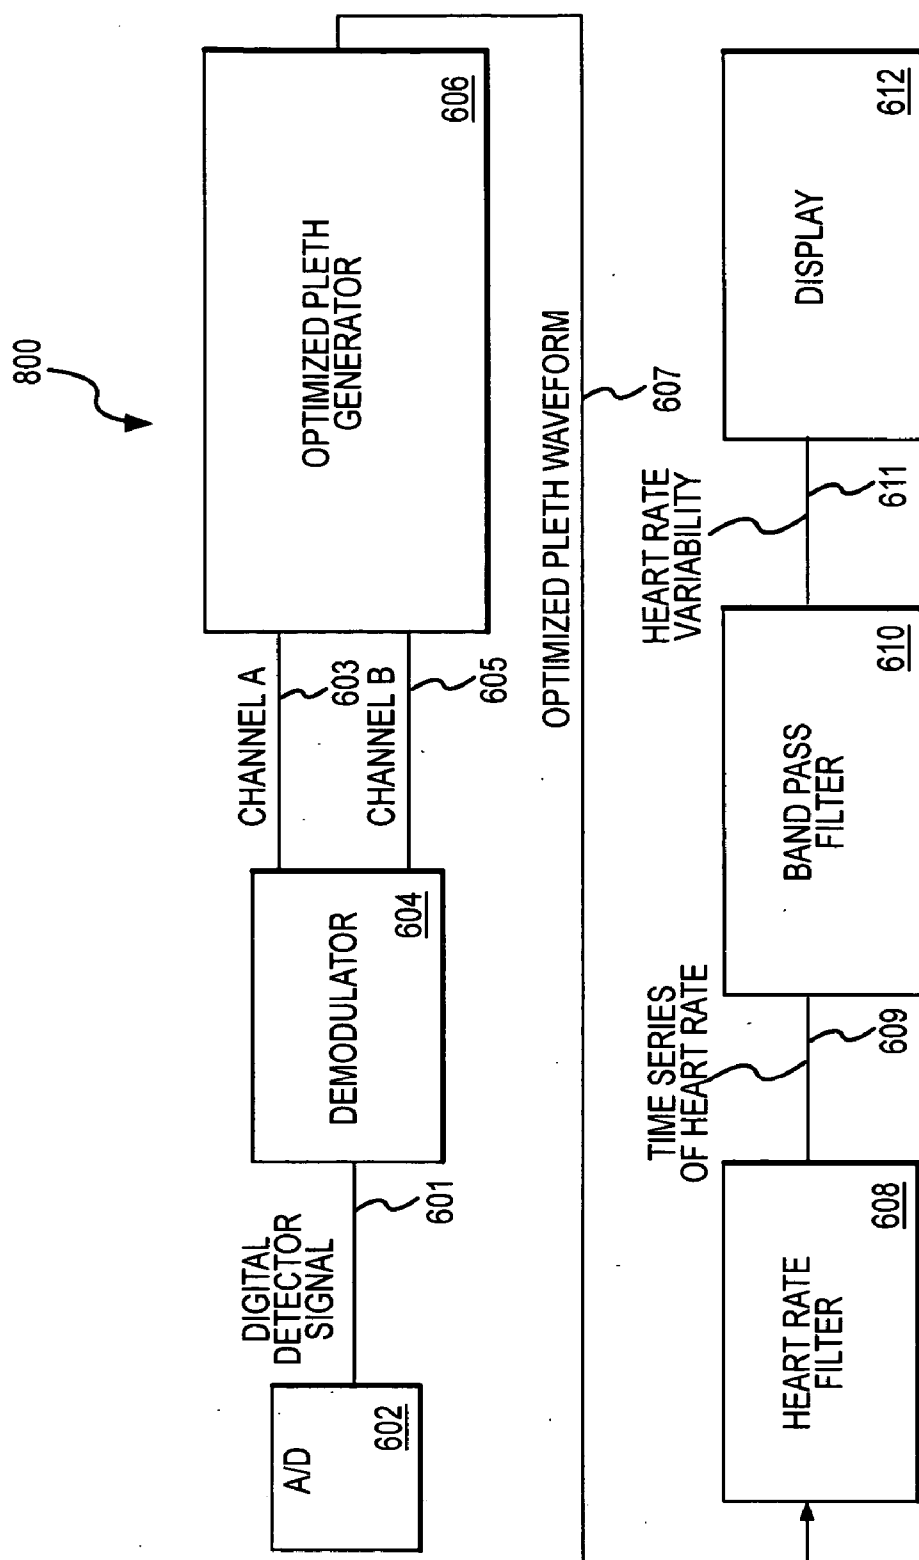 800
A/D
602
DIGITAL
DETECTOR
SIGNAL
601
DEMODULATOR
604
CHANNEL A
603
CHANNEL B
605
OPTIMIZED PLETH
GENERATOR
606
OPTIMIZED PLETH WAVEFORM
607
HEART RATE
FILTER
608
TIME SERIES
OF HEART RATE
609
BAND PASS
FILTER
610
HEART RATE
VARIABILITY
611
DISPLAY
612